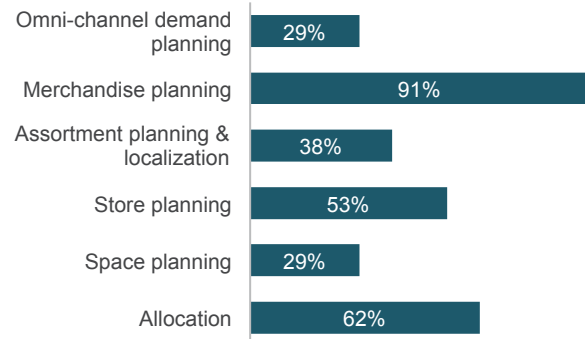 Omni-channel demand
planning
29%
Merchandise planning
91%
Assortment planning &
localization
38%
Store planning
53%
Space planning
29%
Allocation
62%